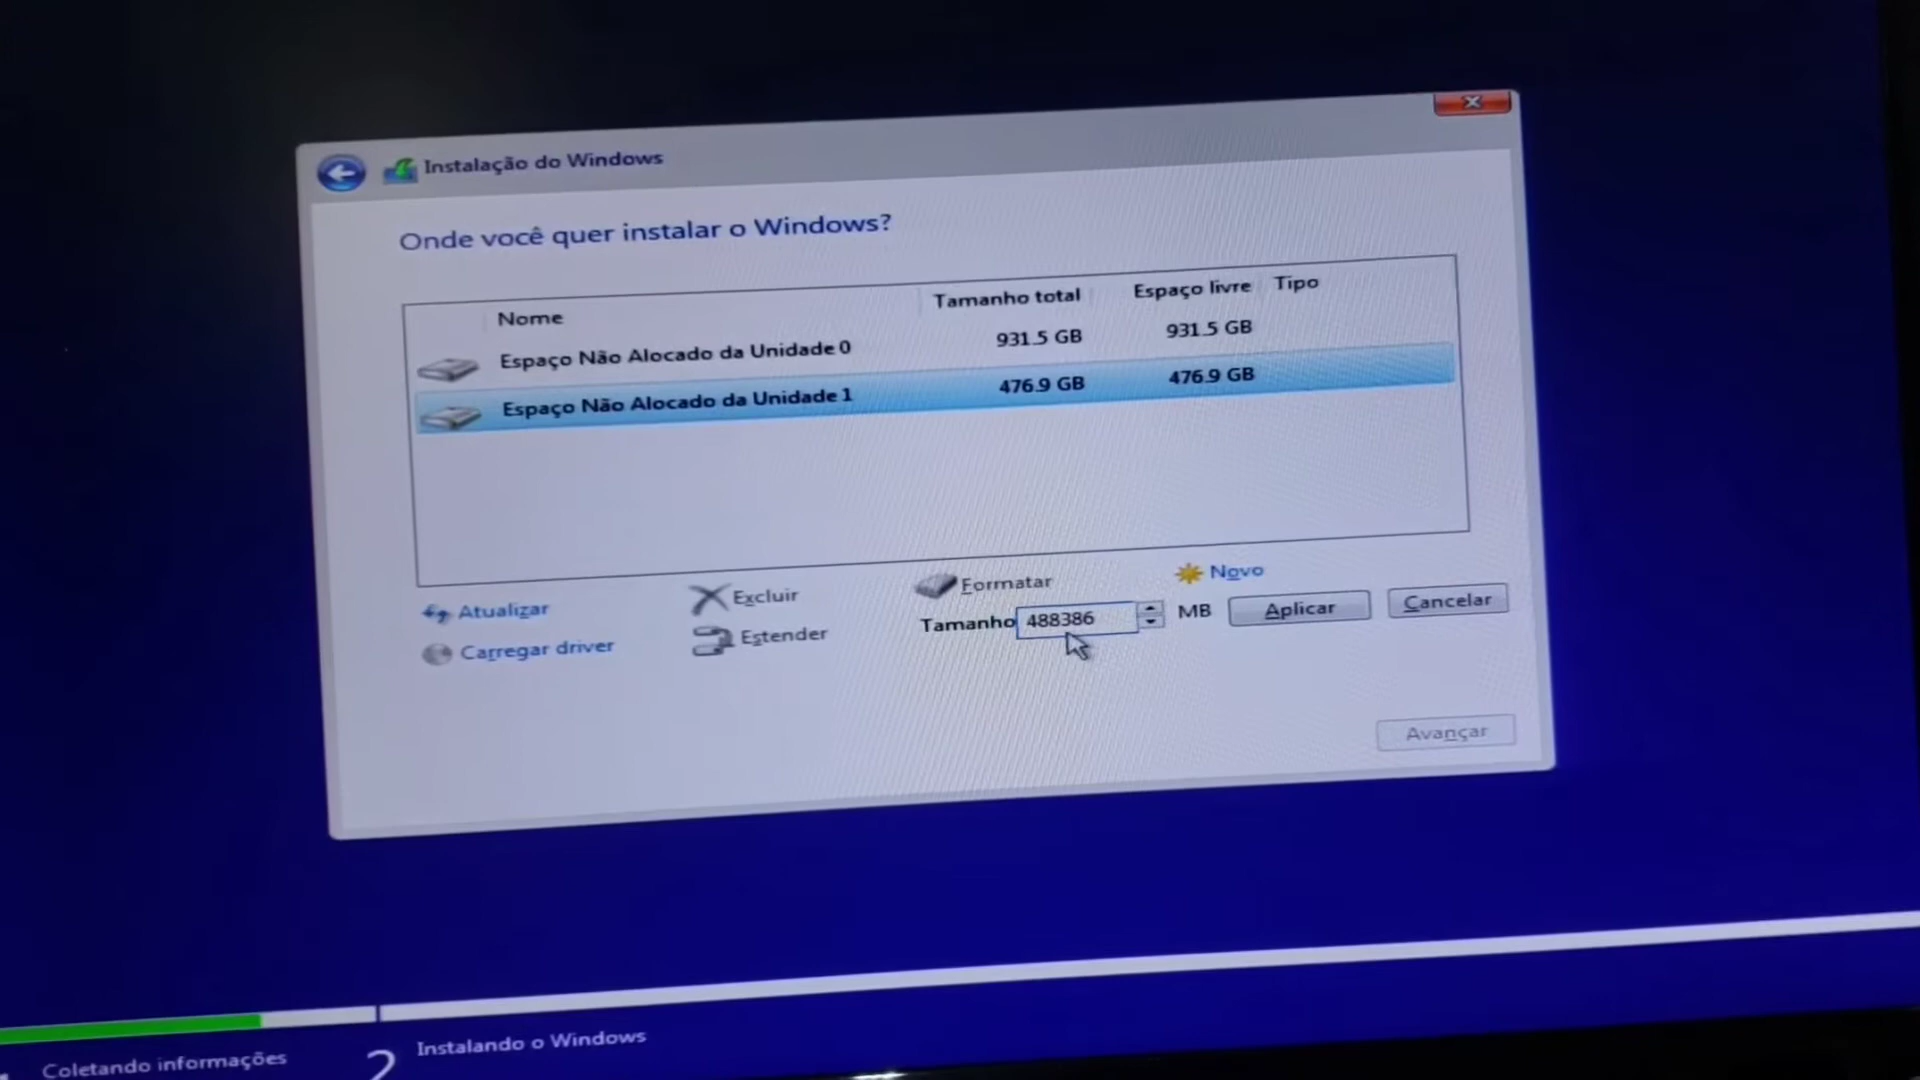 Instalação do Windows
Onde você quer instalar o Windows?
Nome Tamanho total Espaço livre Tipo
Espaço Não Alocado da Unidade 0 931.5 GB 931.5 GB
Espaço Não Alocado da Unidade 1 476.9 GB 476.9 GB
Atualizar Excluir Formatar Novo
Carregar driver Estender Tamanho 488386 MB Aplicar Cancelar
Avançar
Coletando informações 2 Instalando o Windows